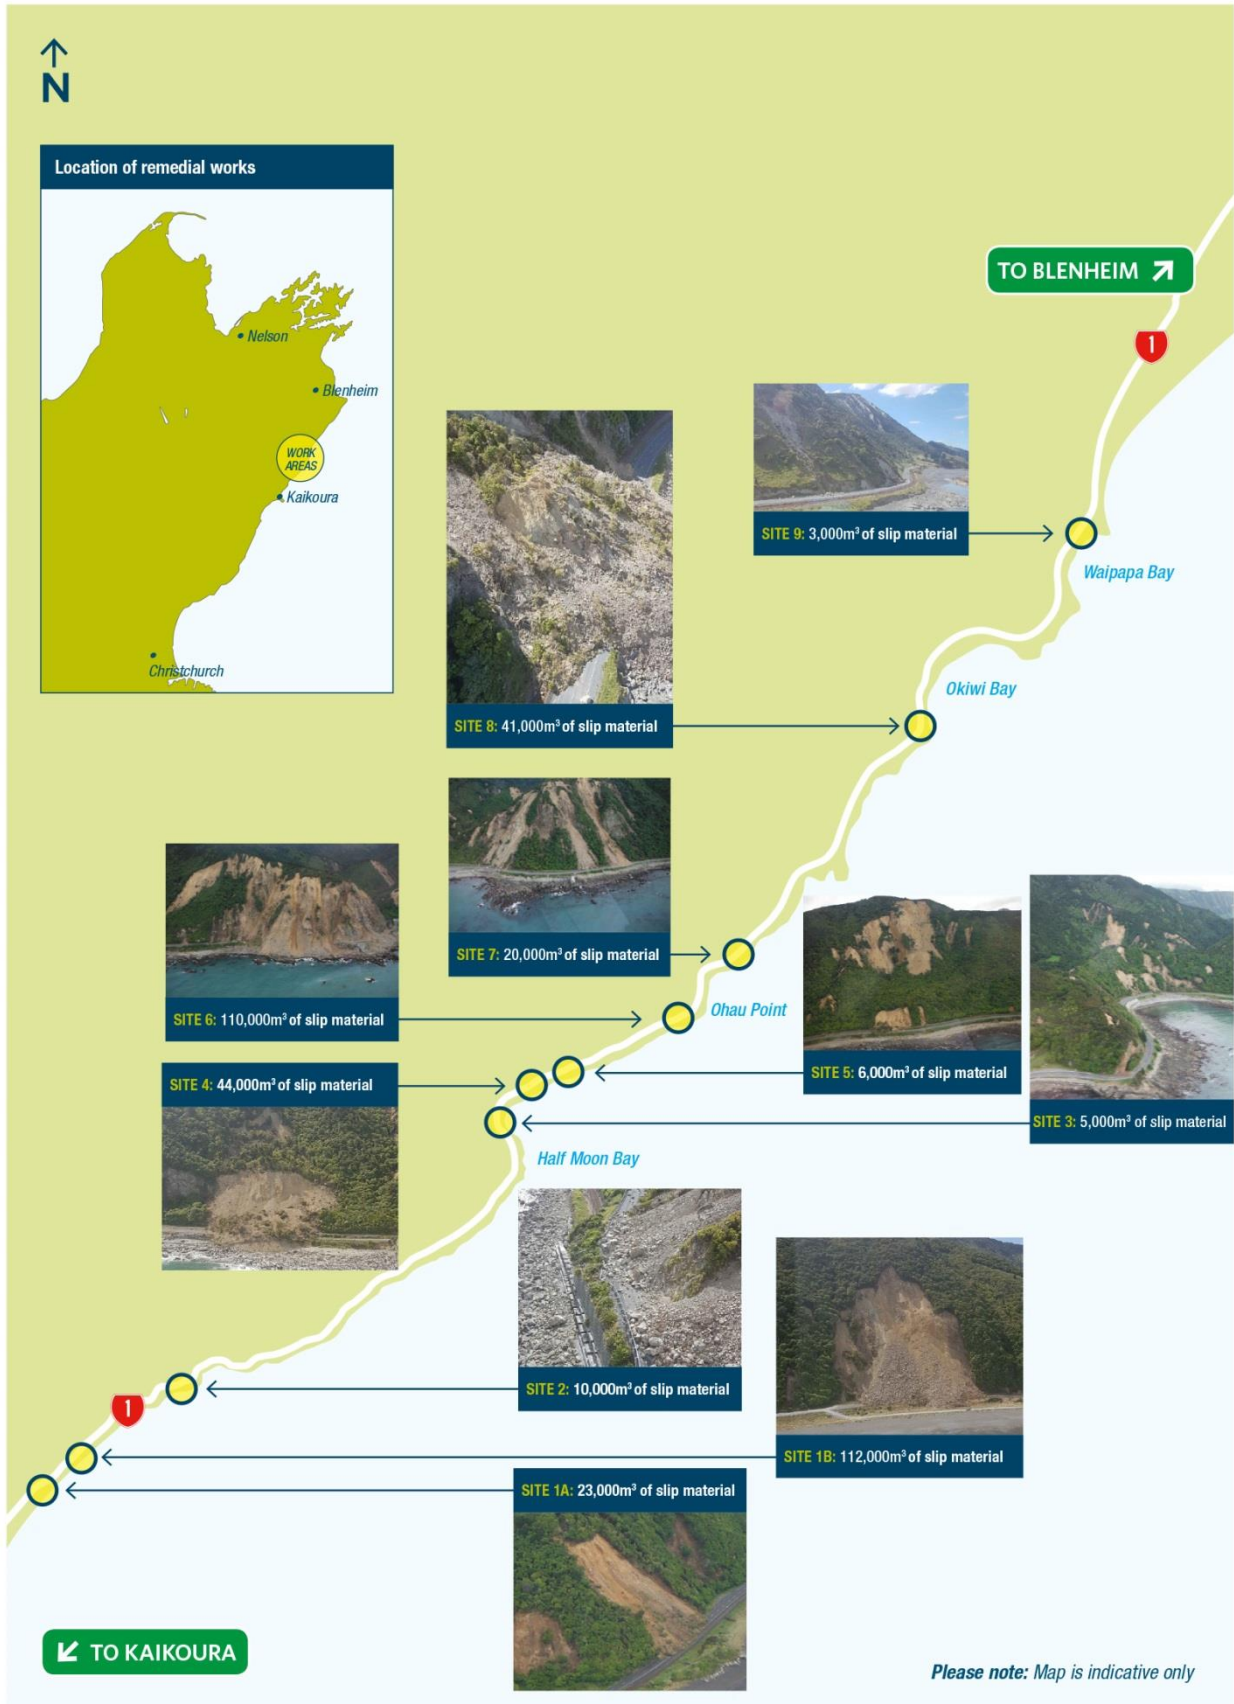 N
Location of remedial works
Nelson
Blenheim
WORK
AREAS
Kaikoura
Christchurch
TO BLENHEIM
1
SITE 9: 3,000m³ of slip material
Waipapa Bay
Okiwi Bay
SITE 8: 41,000m³ of slip material
SITE 7: 20,000m³ of slip material
Ohau Point
SITE 6: 110,000m³ of slip material
SITE 5: 6,000m³ of slip material
SITE 4: 44,000m³ of slip material
SITE 3: 5,000m³ of slip material
Half Moon Bay
SITE 2: 10,000m³ of slip material
1
SITE 1B: 112,000m³ of slip material
SITE 1A: 23,000m³ of slip material
TO KAIKOURA
Please note: Map is indicative only